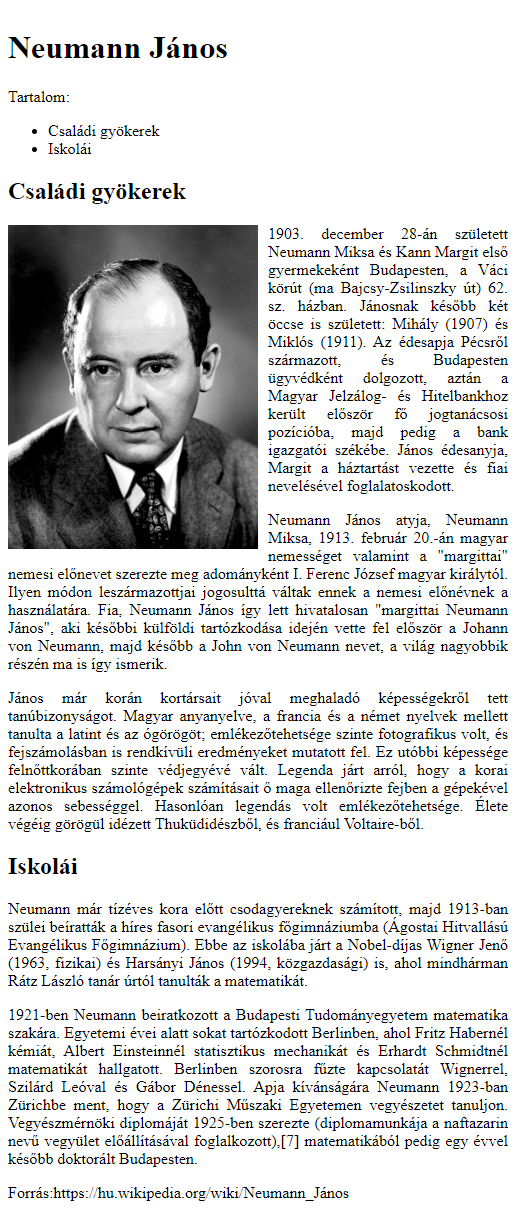 Neumann János
Tartalom:
Családi gyökerek
Iskolái
Családi gyökerek
1903. december 28-án született
Neumann Miksa és Kann Margit első
gyermekeként Budapesten, a Váci
körút (ma Bajcsy-Zsilinszky út) 62.
sz. házban. Jánosnak később két
öccse is született: Mihály (1907) és
Miklós (1911). Az édesapja Pécsről
származott, és Budapesten
ügyvédként dolgozott, aztán a
Magyar Jelzálog- és Hitelbankhoz
került először fő jogtanácsosi
pozícióba, majd pedig a bank
igazgatói székébe. János édesanyja,
Margit a háztartást vezette és fiai
nevelésével foglalatoskodott.
Neumann János atyja, Neumann
Miksa, 1913. február 20.-án magyar
nemességet valamint a "margittai"
nemesi előnevet szerezte meg adományként I. Ferenc József magyar királytól.
Ilyen módon leszármazottjai jogosulttá váltak ennek a nemesi előnévnek a
használatára. Fia, Neumann János így lett hivatalosan "margittai Neumann
János", aki későbbi külföldi tartózkodása idején vette fel először a Johann
von Neumann, majd később a John von Neumann nevet, a világ nagyobbik
részén ma is így ismerik.
János már korán kortársait jóval meghaladó képességekről tett
tanúbizonyságot. Magyar anyanyelve, a francia és a német nyelvek mellett
tanulta a latint és az ógörögöt; emlékezőtehetsége szinte fotografikus volt, és
fejszámolásban is rendkívüli eredményeket mutatott fel. Ez utóbbi képessége
felnőttkorában szinte védjegyévé vált. Legenda járt arról, hogy a korai
elektronikus számológépek számításait ő maga ellenőrizte fejben a gépekével
azonos sebességgel. Hasonlóan legendás volt emlékezőtehetsége. Élete
végéig görögül idézett Thuküdidészből, és franciául Voltaire-ből.
Iskolái
Neumann már tízéves kora előtt csodagyereknek számított, majd 1913-ban
szülei beíratták a híres fasori evangélikus főgimnáziumba (Ágostai Hitvallású
Evangélikus Főgimnázium). Ebbe az iskolába járt a Nobel-díjas Wigner Jenő
(1963, fizikai) és Harsányi János (1994, közgazdasági) is, ahol mindhárman
Rátz László tanár úrtól tanulták a matematikát.
1921-ben Neumann beiratkozott a Budapesti Tudományegyetem matematika
szakára. Egyetemi évei alatt sokat tartózkodott Berlinben, ahol Fritz Habernél
kémiát, Albert Einsteinnél statisztikus mechanikát és Erhardt Schmidtnél
matematikát hallgatott. Berlinben szorosra fűzte kapcsolatát Wignerrel,
Szilárd Leóval és Gábor Dénessel. Apja kívánságára Neumann 1923-ban
Zürichbe ment, hogy a Zürichi Műszaki Egyetemen vegyészetet tanuljon.
Vegyészmérnöki diplomáját 1925-ben szerezte (diplomamunkája a naftazarin
nevű vegyület előállításával foglalkozott),[7] matematikából pedig egy évvel
később doktorált Budapesten.
Forrás:https://hu.wikipedia.org/wiki/Neumann_János